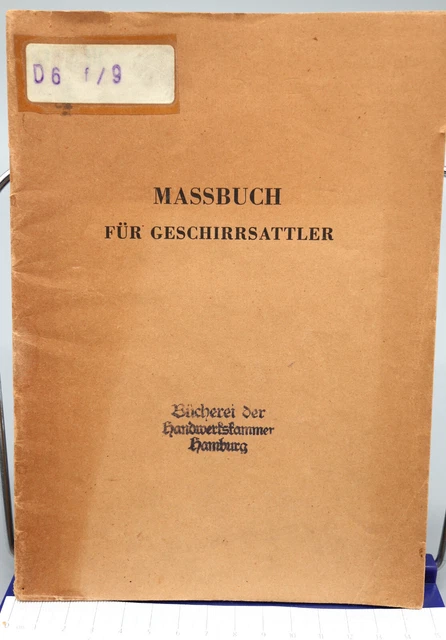 D6 f/9
MASSBUCH
FÜR GESCHIRRSATTLER
Bücherei der
Handwerkskammer
Hamburg